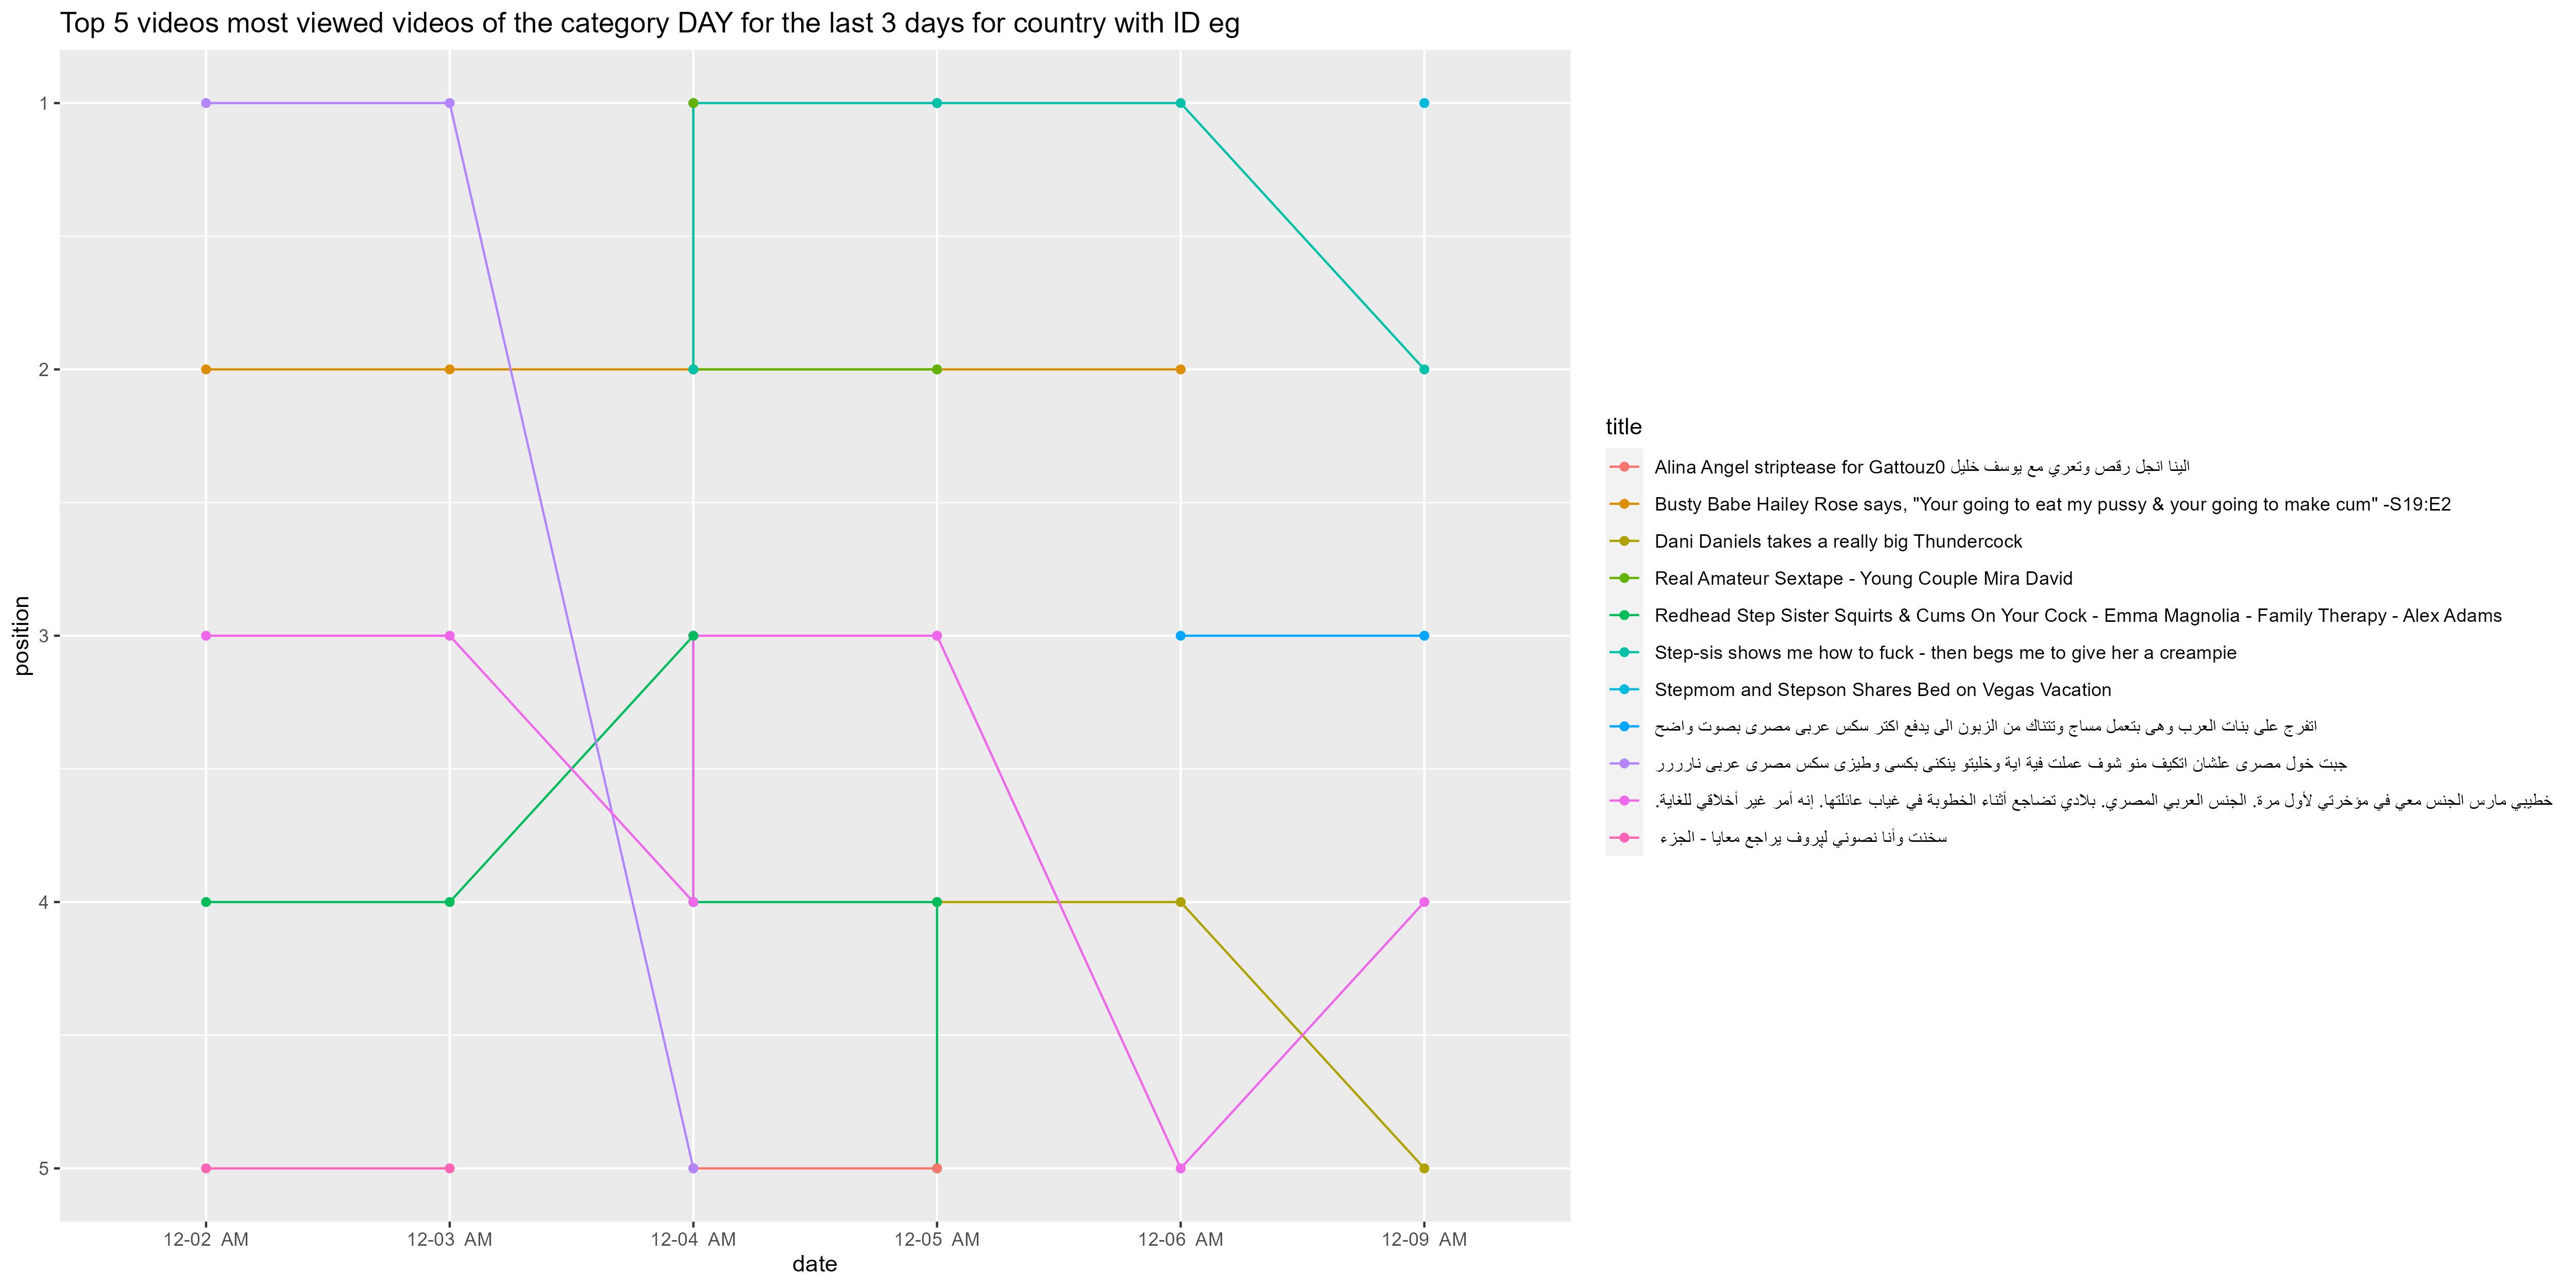 Top 5 videos most viewed videos of the category DAY for the last 3 days for country with ID eg
position
1
2
3
4
5
12-02 AM
12-03 AM
12-04 AM
12-05 AM
12-06 AM
12-09 AM
date
title
Alina Angel striptease for Gattouz0 الينا انجل رقص وتعري مع يوسف خليل
Busty Babe Hailey Rose says, "Your going to eat my pussy & your going to make cum" -S19:E2
Dani Daniels takes a really big Thundercock
Real Amateur Sextape - Young Couple Mira David
Redhead Step Sister Squirts & Cums On Your Cock - Emma Magnolia - Family Therapy - Alex Adams
Step-sis shows me how to fuck - then begs me to give her a creampie
Stepmom and Stepson Shares Bed on Vegas Vacation
اتفرج على بنات العرب وهى بتعمل مساج وتتناك من الزبون الى يدفع اكتر سكس عربى مصرى بصوت واضح
جبت خول مصرى علشان اتكيف منو شوف عملت فية اية وخليتو ينكنى بكسى وطيزى سكس مصرى عربى نارررر
خطيبي مارس الجنس معي في مؤخرتي لأول مرة. الجنس العربي المصري. بلادي تضاجع أثناء الخطوبة في غياب عائلتها. إنه أمر غير أخلاقي للغاية.
سخنت وأنا نصوني لپروف يراجع معايا - الجزء